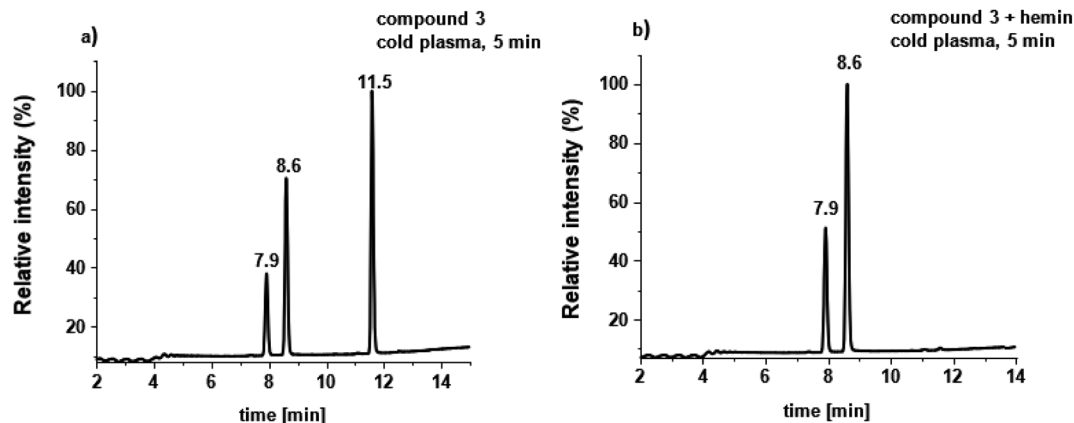 a)
compound 3
cold plasma, 5 min
Relative intensity (%)
100
80
60
40
20
7.9
8.6
11.5
2
4
6
8
10
12
14
time [min]
b)
compound 3 + hemin
cold plasma, 5 min
Relative intensity (%)
100
80
60
40
20
7.9
8.6
2
4
6
8
10
12
14
time [min]